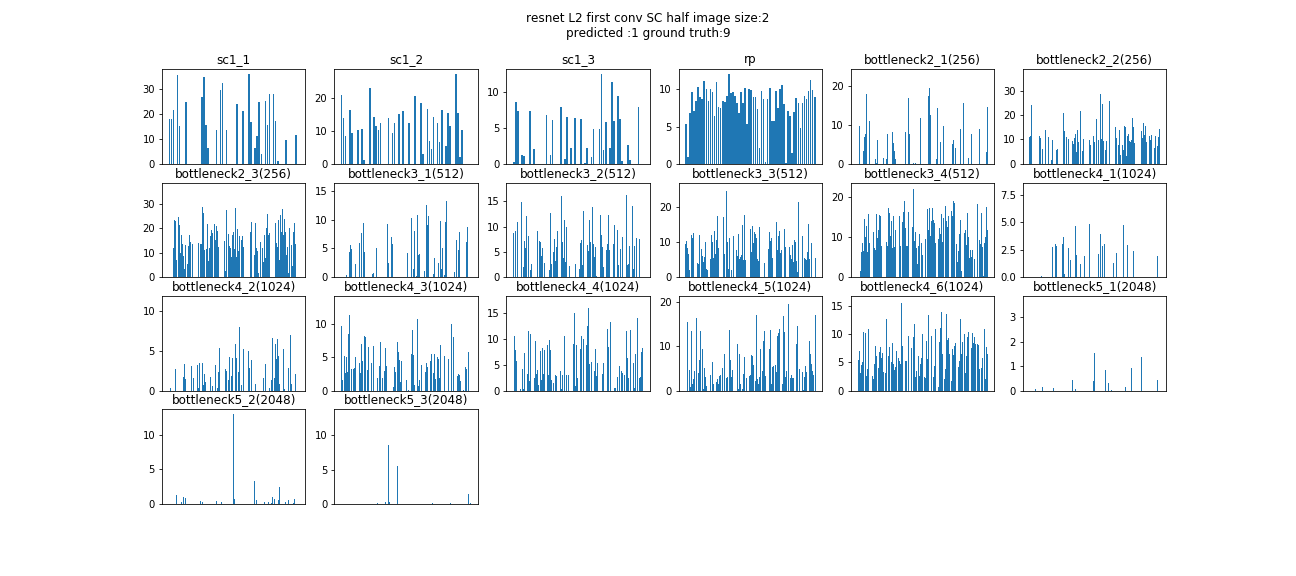 resnet L2 first conv SC half image size:2
predicted :1 ground truth:9
sc1_1 sc1_2 sc1_3 rp bottleneck2_1(256) bottleneck2_2(256)
30 20 10 0
20 10 0
10 5 0
10 5 0
20 10 0
30 20 10 0
bottleneck2_3(256) bottleneck3_1(512) bottleneck3_2(512) bottleneck3_3(512) bottleneck3_4(512) bottleneck4_1(1024)
30 20 10 0
15 10 5 0
15 10 5 0
20 10 0
20 10 0
7.5 5.0 2.5 0.0
bottleneck4_2(1024) bottleneck4_3(1024) bottleneck4_4(1024) bottleneck4_5(1024) bottleneck4_6(1024) bottleneck5_1(2048)
10 5 0
10 5 0
15 10 5 0
20 10 0
15 10 5 0
3 2 1 0
bottleneck5_2(2048) bottleneck5_3(2048)
10 5 0
10 5 0